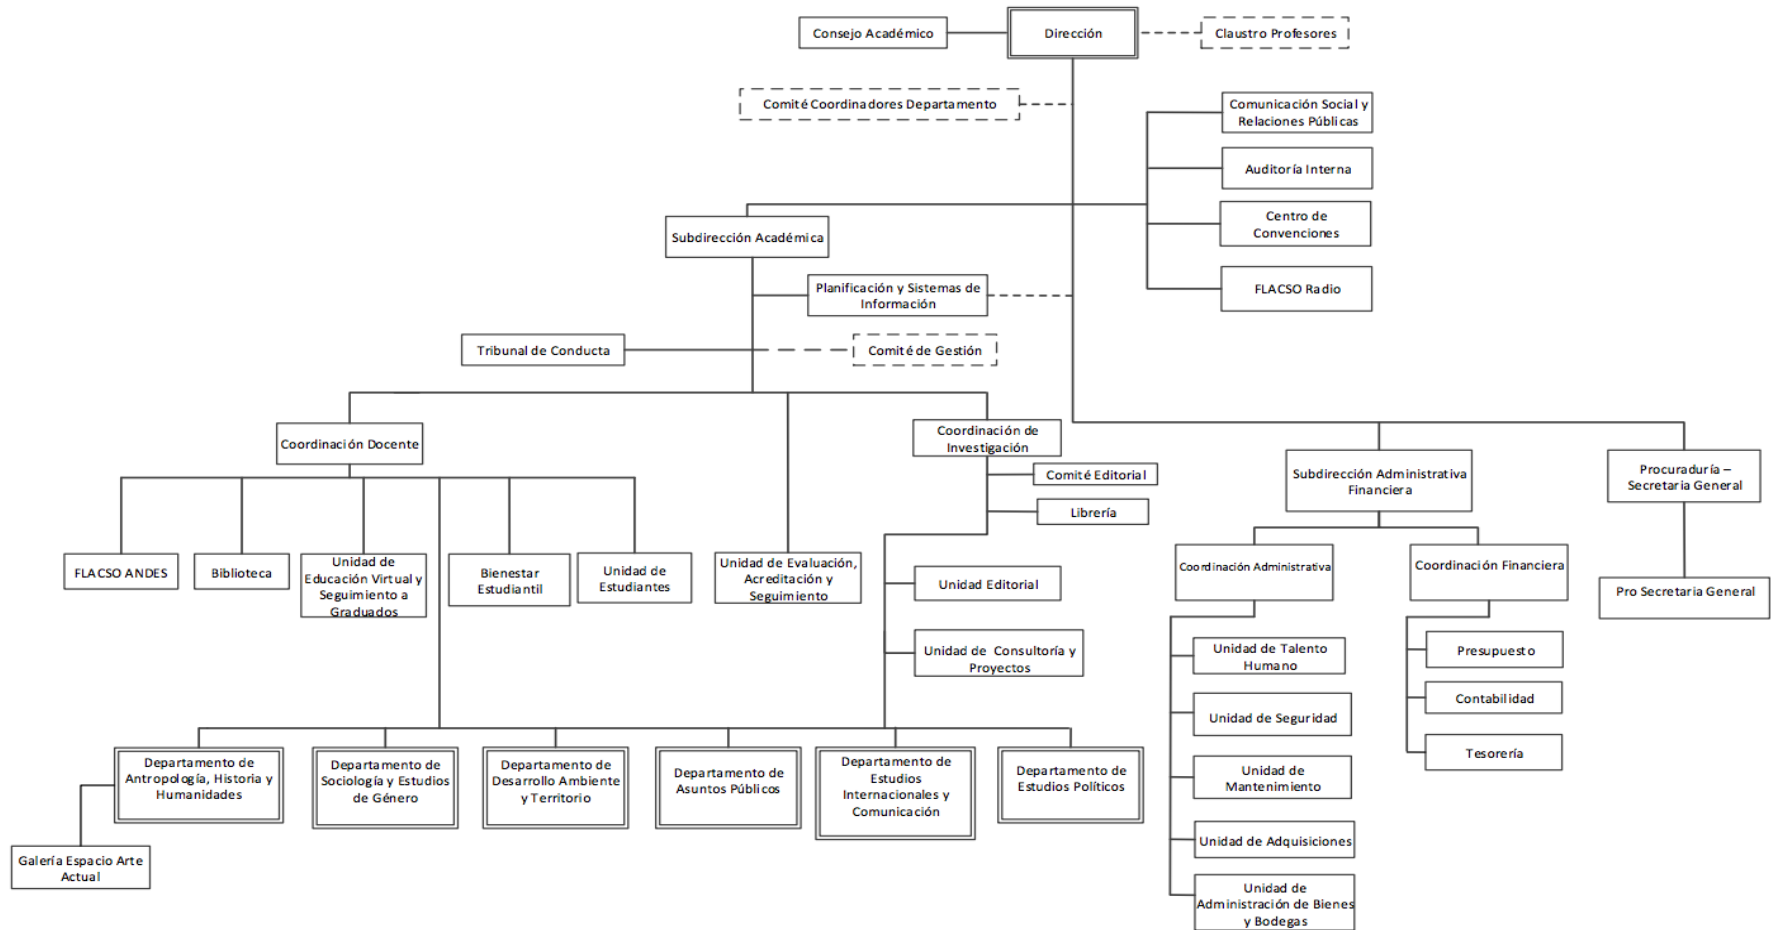 Consejo Académico
Dirección
Claustro Profesores
Comité Coordinadores Departamento
Comunicación Social y
Relaciones Públicas
Auditoría Interna
Centro de
Convenciones
FLACSO Radio
Subdirección Académica
Planificación y Sistemas de
Información
Tribunal de Conducta
Comité de Gestión
Coordinación Docente
Coordinación de
Investigación
Comité Editorial
Librería
Subdirección Administrativa
Financiera
Procuraduría –
Secretaria General
FLACSO ANDES
Biblioteca
Unidad de
Educación Virtual y
Seguimiento a
Graduados
Bienestar
Estudiantil
Unidad de
Estudiantes
Unidad de Evaluación,
Acreditación y
Seguimiento
Unidad Editorial
Unidad de Consultoría y
Proyectos
Coordinación Administrativa
Coordinación Financiera
Pro Secretaria General
Unidad de Talento
Humano
Unidad de Seguridad
Unidad de
Mantenimiento
Unidad de Adquisiciones
Unidad de
Administración de Bienes
y Bodegas
Presupuesto
Contabilidad
Tesorería
Departamento de
Antropología, Historia y
Humanidades
Departamento de
Sociología y Estudios
de Género
Departamento de
Desarrollo Ambiente
y Territorio
Departamento de
Asuntos Públicos
Departamento de
Estudios
Internacionales y
Comunicación
Departamento de
Estudios Políticos
Galería Espacio Arte
Actual